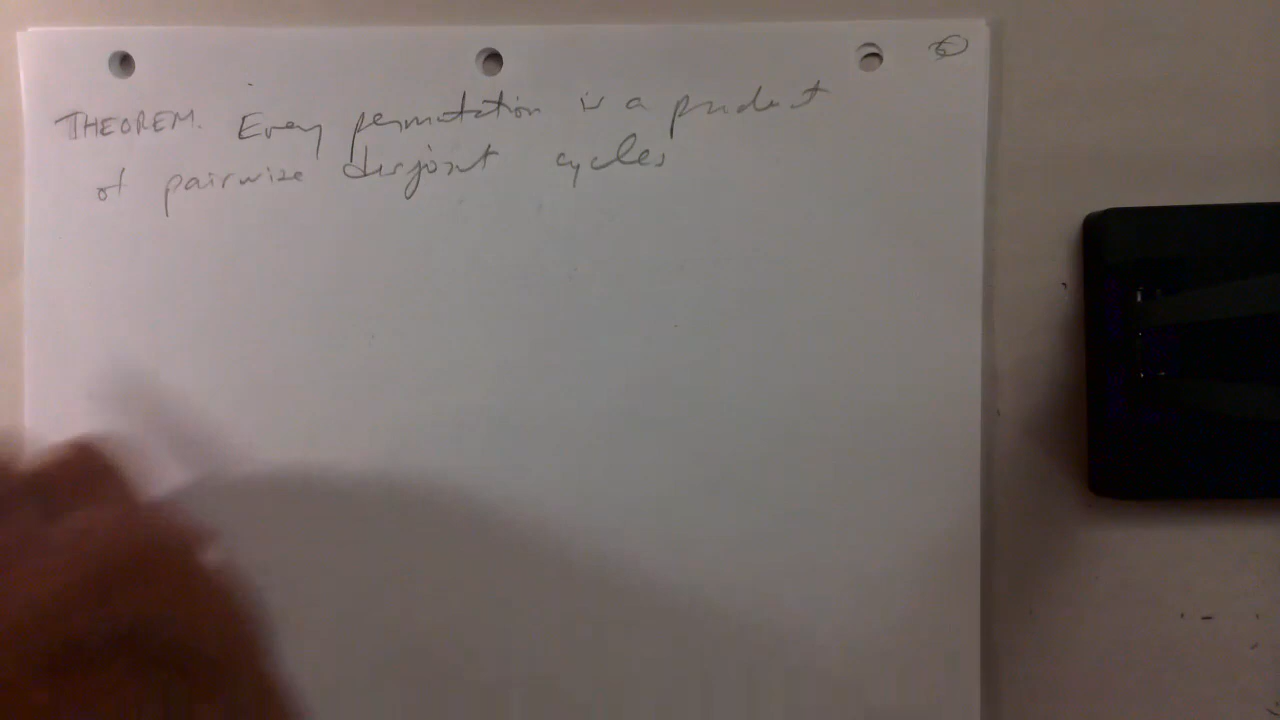 THEOREM. Every permutation is a product
of pairwise disjoint cycles